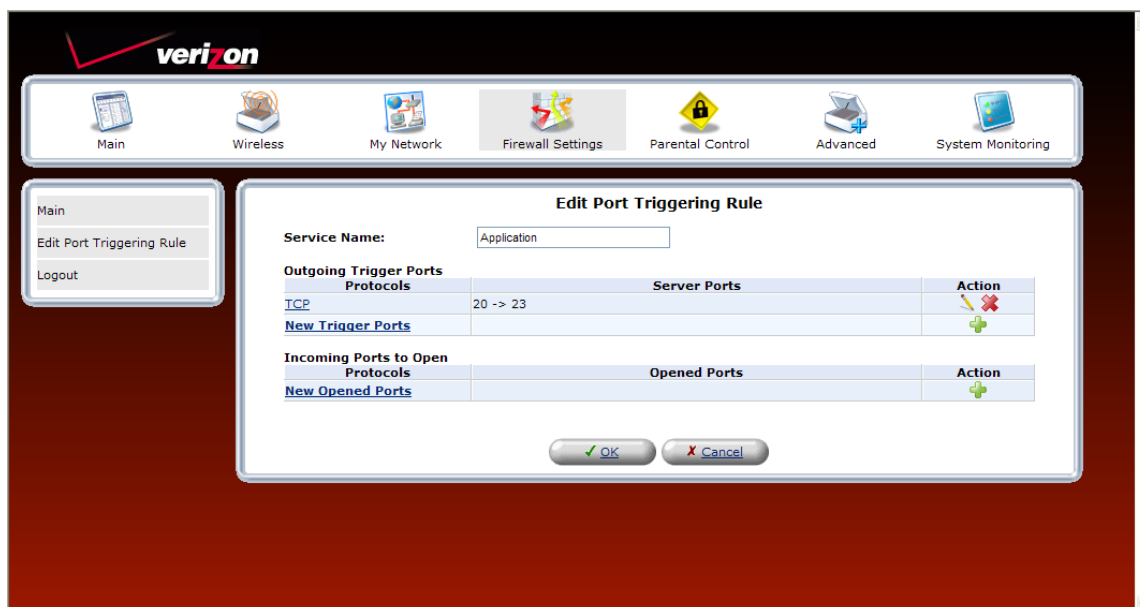 verizon
Main Wireless My Network Firewall Settings Parental Control Advanced System Monitoring
Main
Edit Port Triggering Rule
Logout
Edit Port Triggering Rule
Service Name: Application
Outgoing Trigger Ports
Protocols Server Ports Action
TCP 20 -> 23
New Trigger Ports
Incoming Ports to Open
Protocols Opened Ports Action
New Opened Ports
OK Cancel